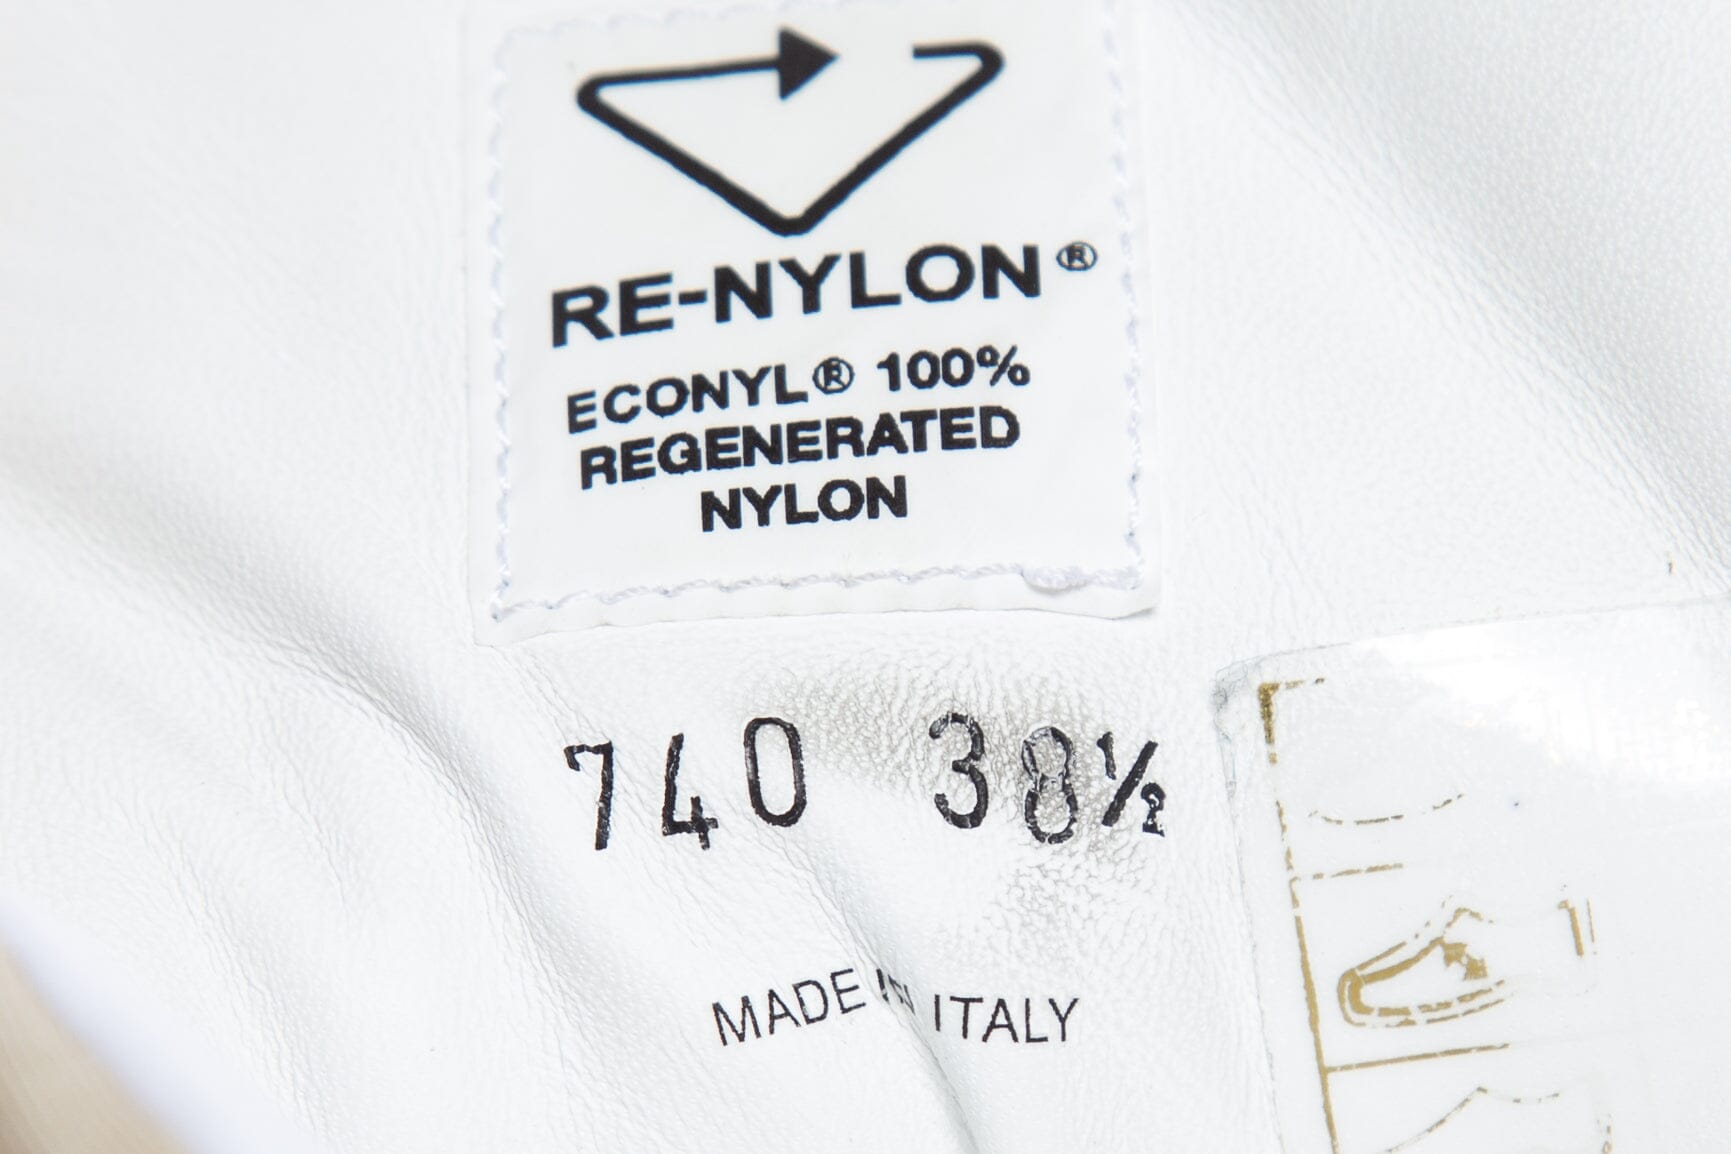 RE-NYLON®
ECONYL® 100%
REGENERATED
NYLON
740 38½
MADE IN ITALY